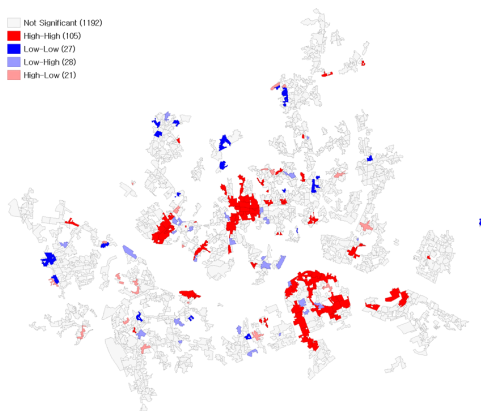 Not Significant (1192)
High-High (105)
Low-Low (27)
Low-High (28)
High-Low (21)